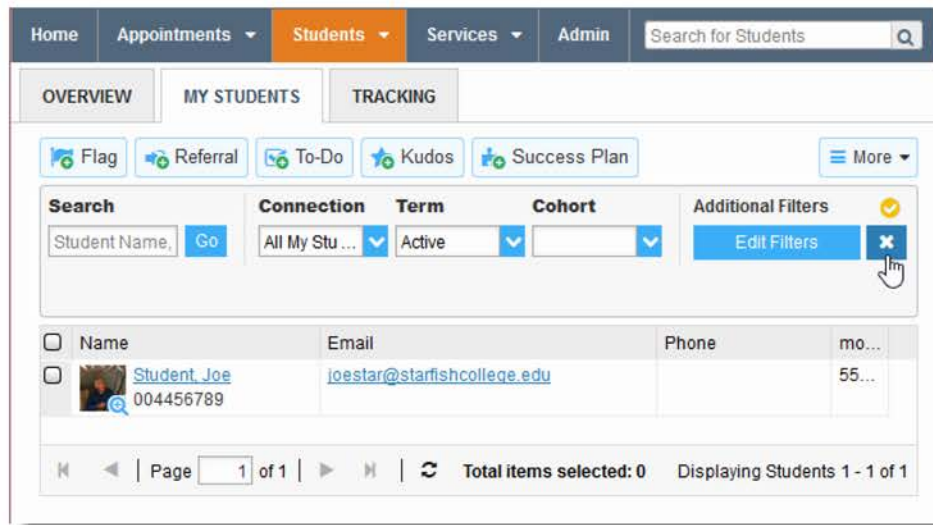 Home Appointments Students Services Admin Search for Students
OVERVIEW MY STUDENTS TRACKING
Flag Referral To-Do Kudos Success Plan More
Search Connection Term Cohort Additional Filters
Student Name, Go All My Stu ... Active Edit Filters
Name Email Phone mo...
Student, Joe joestar@starfishcollege.edu 55...
004456789
Page 1 of 1 Total items selected: 0 Displaying Students 1 - 1 of 1